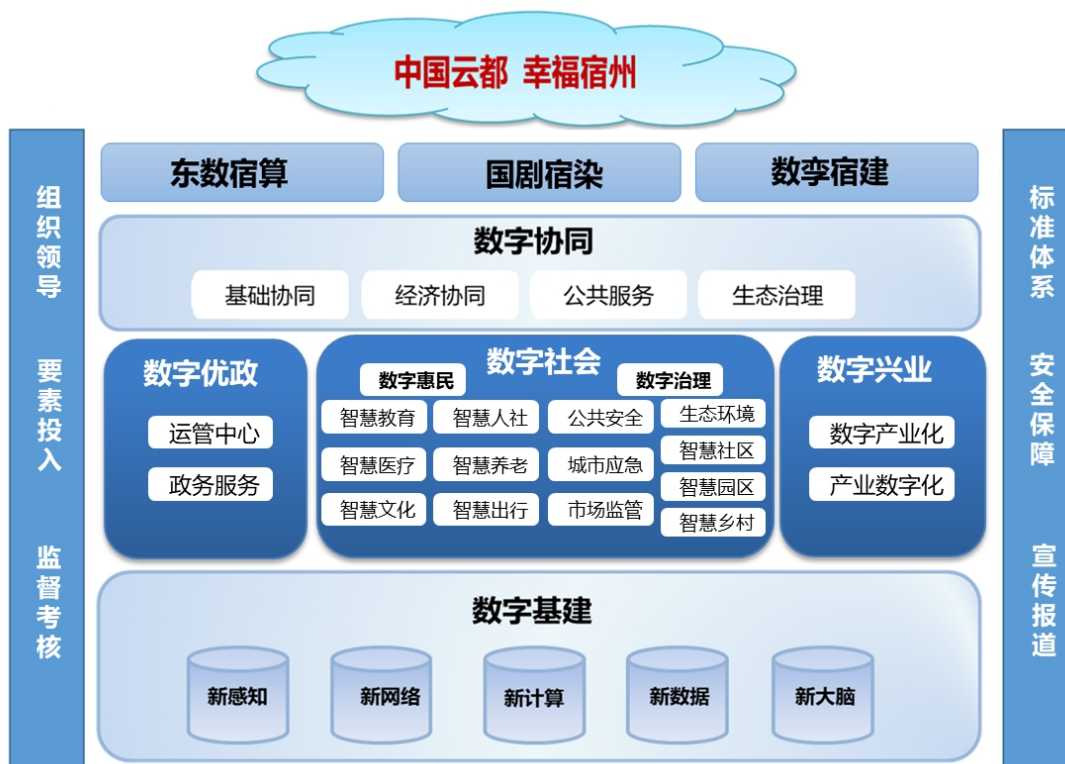 中国云都 幸福宿州
组织领导
要素投入
监督考核
东数宿算
国剧宿染
数孪宿建
数字协同
基础协同
经济协同
公共服务
生态治理
数字优政
运管中心
政务服务
数字社会
数字惠民
数字治理
智慧教育
智慧人社
公共安全
生态环境
智慧医疗
智慧养老
城市应急
智慧社区
智慧文化
智慧出行
市场监管
智慧园区
智慧乡村
数字兴业
数字产业化
产业数字化
数字基建
新感知
新网络
新计算
新数据
新大脑
标准体系
安全保障
宣传报道